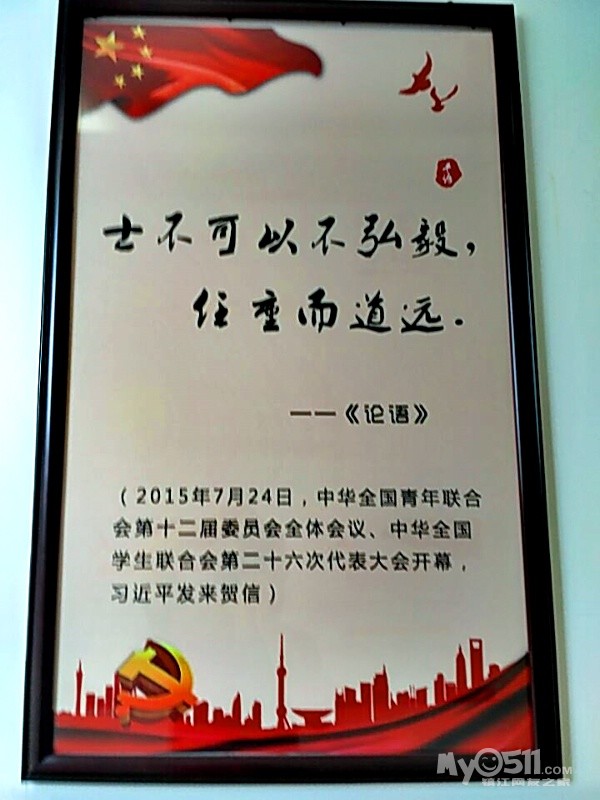 士不可以不弘毅，
任重而道远.
——《论语》
（2015年7月24日，中华全国青年联合
会第十二届委员会全体会议、中华全国
学生联合会第二十六次代表大会开幕，
习近平发来贺信）
My0511.com
镇江网友之家